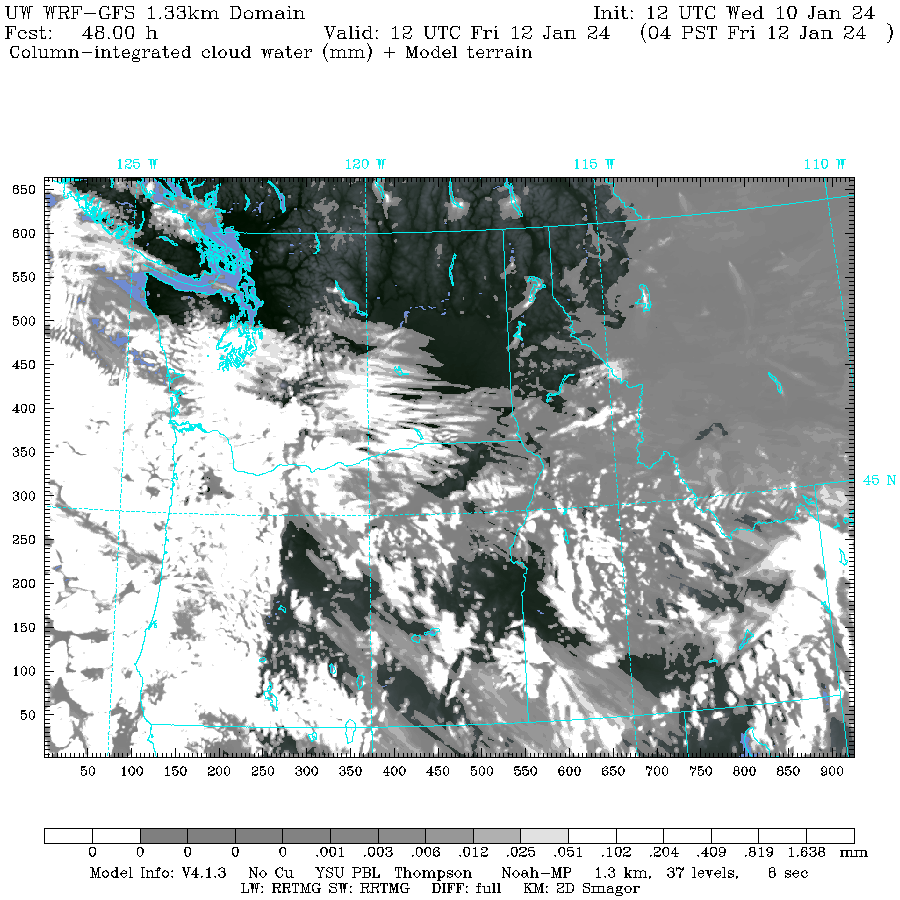 UW WRF-GFS 1.33km Domain Init: 12 UTC Wed 10 Jan 24
Fcst: 48.00 h Valid: 12 UTC Fri 12 Jan 24 (04 PST Fri 12 Jan 24 )
Column-integrated cloud water (mm) + Model terrain
125 W 120 W 115 W 110 W
650
600
550
500
450
400
350
45 N
300
250
200
150
100
50
50 100 150 200 250 300 350 400 450 500 550 600 650 700 750 800 850 900
0 0 0 0 0 .001 .003 .006 .012 .025 .051 .102 .204 .409 .819 1.638 mm
Model Info: V4.1.3 No Cu YSU PBL Thompson Noah-MP 1.3 km, 37 levels, 8 sec
LW: RRTMG SW: RRTMG DIFF: full KM: 2D Smagor